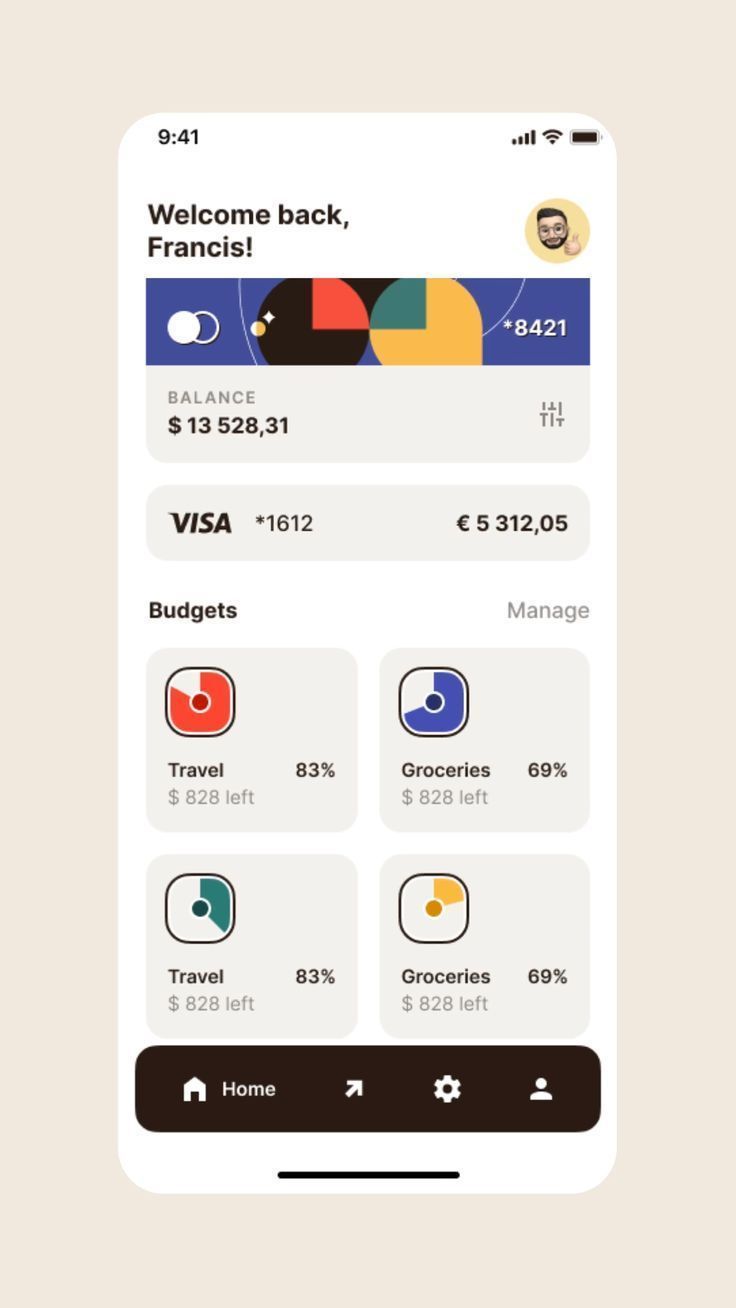 9:41
Welcome back,
Francis!
*8421
BALANCE
$ 13 528,31
VISA *1612 € 5 312,05
Budgets Manage
Travel 83% Groceries 69%
$ 828 left $ 828 left
Travel 83% Groceries 69%
$ 828 left $ 828 left
Home